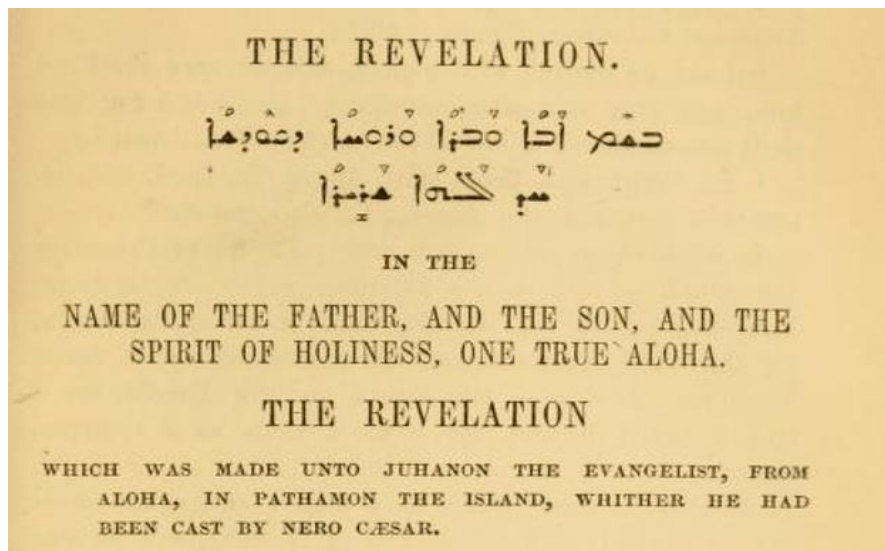 THE REVELATION.
ܒܫܡ ܐܒܐ ܘܒܪܐ ܘܪܘܚܐ ܕܩܘܕܫܐ
ܚܕ ܐܠܗܐ ܫܪܝܪܐ
IN THE
NAME OF THE FATHER, AND THE SON, AND THE
SPIRIT OF HOLINESS, ONE TRUE ALOHA.
THE REVELATION
WHICH WAS MADE UNTO JUHANON THE EVANGELIST, FROM
ALOHA, IN PATHAMON THE ISLAND, WHITHER HE HAD
BEEN CAST BY NERO CÆSAR.